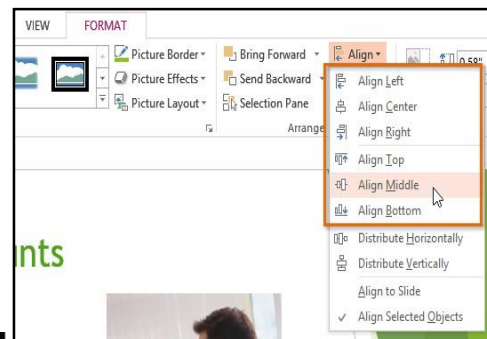 VIEW FORMAT
Picture Border Bring Forward Align 0.58"
Picture Effects Send Backward Align Left
Picture Layout Selection Pane Align Center
Arrange Align Right
Align Top
Align Middle
Align Bottom
Distribute Horizontally
Distribute Vertically
Align to Slide
Align Selected Objects
nts